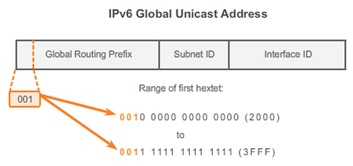 IPv6 Global Unicast Address
Global Routing Prefix Subnet ID Interface ID
001
Range of first hextet:
0010 0000 0000 0000 (2000)
to
0011 1111 1111 1111 (3FFF)